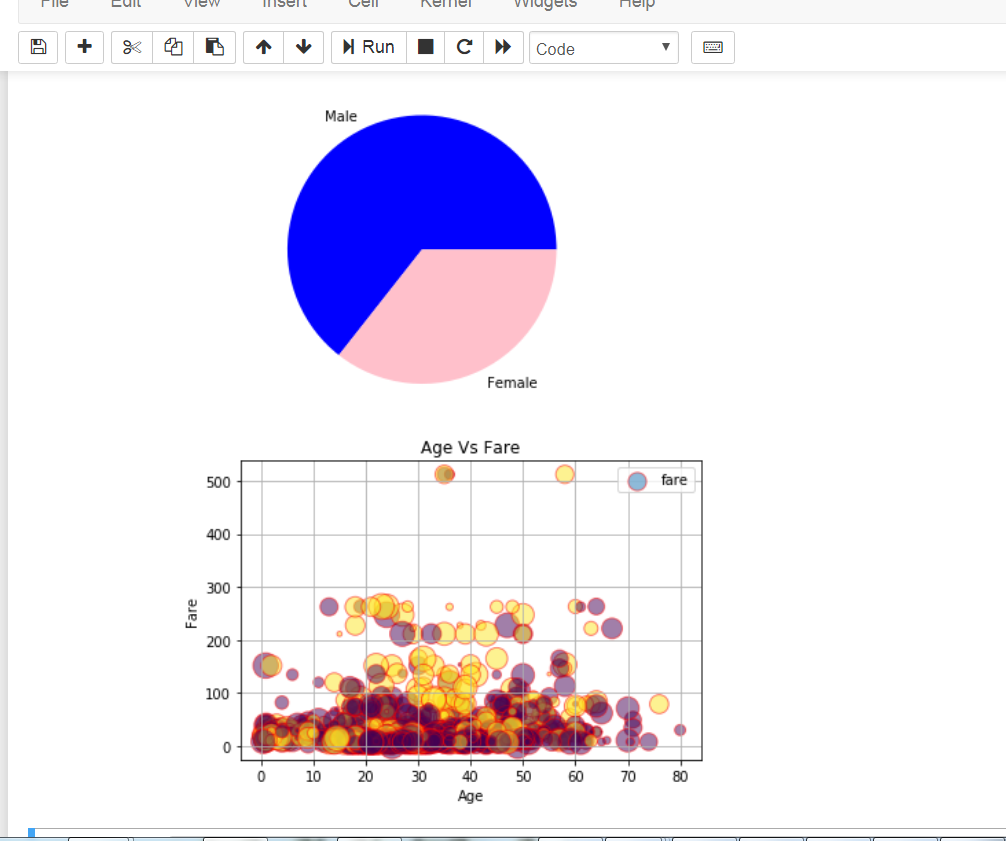 File Edit View Insert Cell Kernel Widgets Help
Run Code
Male
Female
Age Vs Fare
fare
500
400
300
200
100
0
Fare
0 10 20 30 40 50 60 70 80
Age